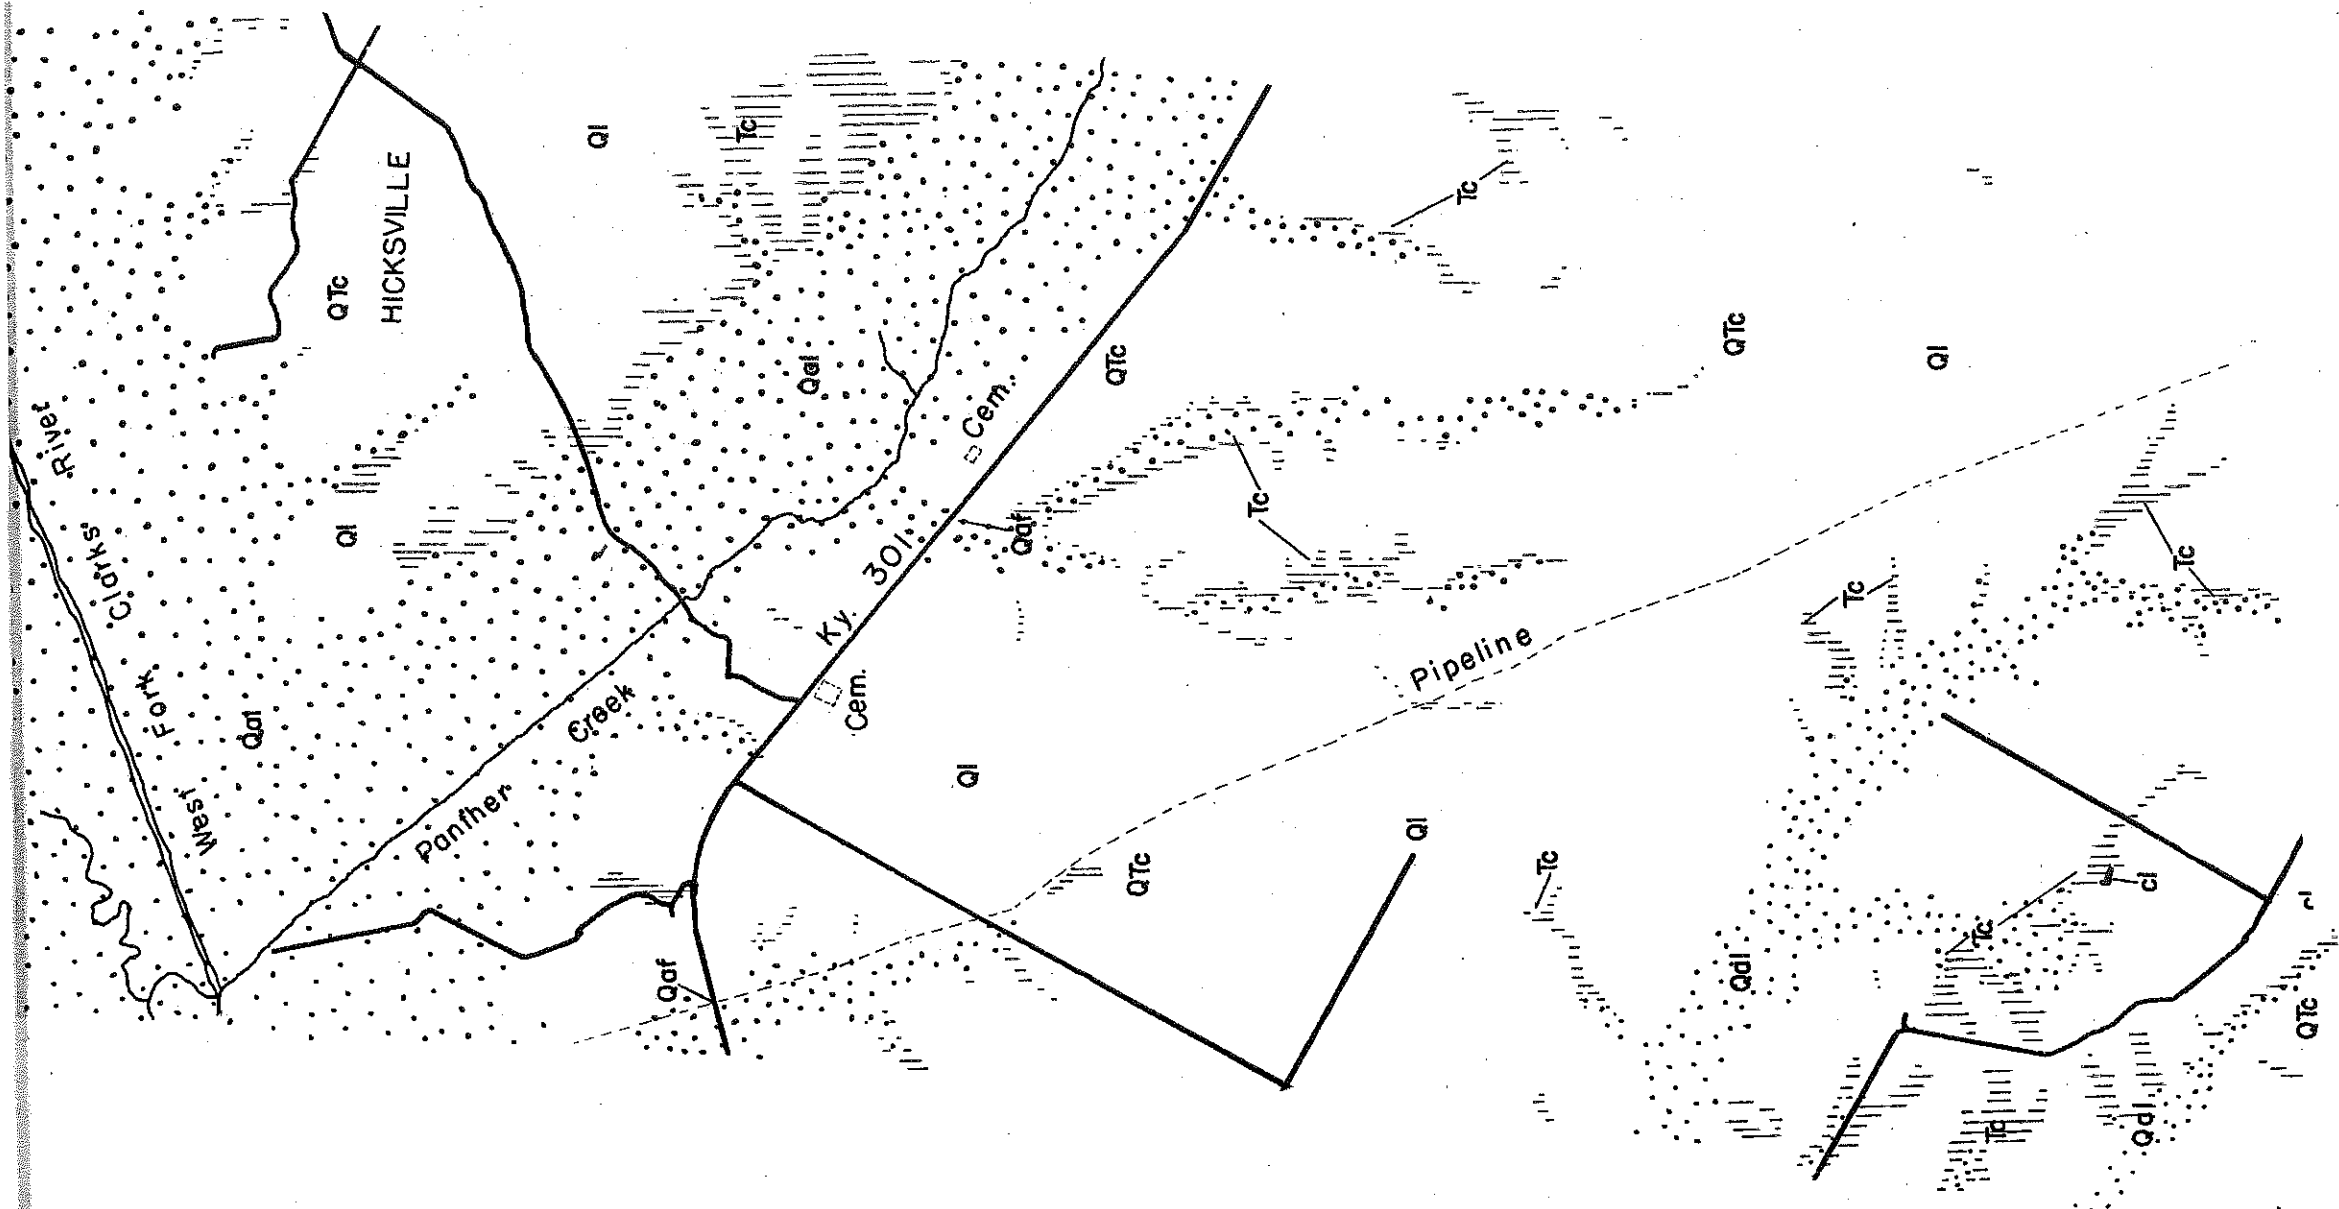 Ql
Tc
HICKSVILLE
QTc
Tc
River
Qal
QTc
Cem.
QTc
Ql
Clarks
Ql
Tc
Qaf
Ky. 301
Tc
Tc
Fork
Qal
Creek
Cem.
Pipeline
West
Panther
Ql
Ql
QTc
Tc
cl
Tc
Qaf
Qal
QTc
Tc
Qal